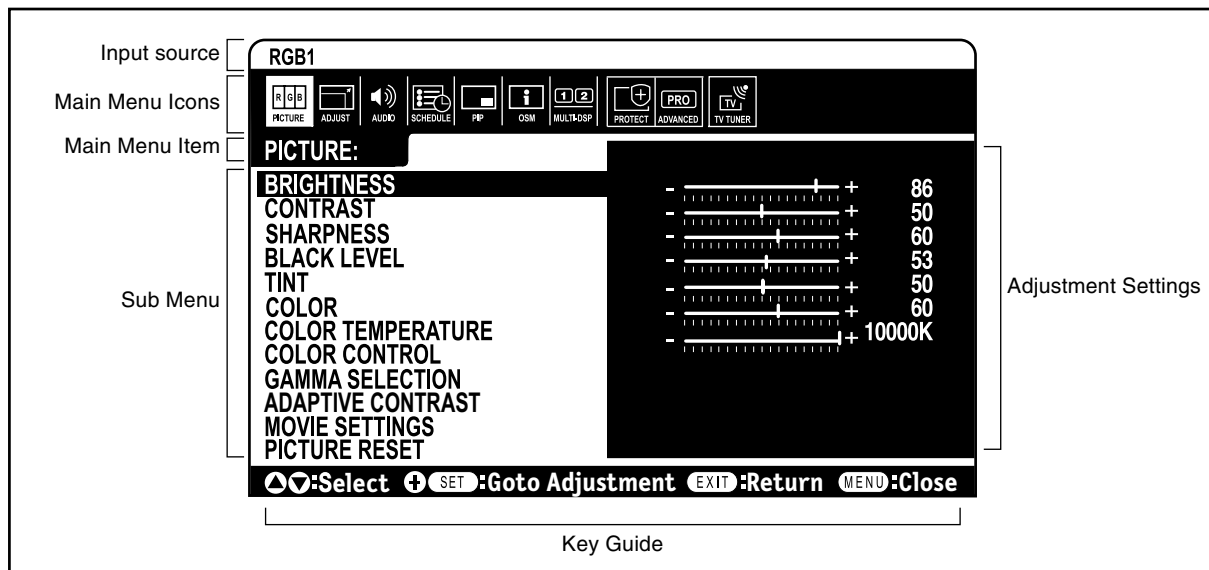 Input source
RGB1
Main Menu Icons
R G B
PICTURE
ADJUST
AUDIO
SCHEDULE
PIP
i
OSM
1 2
MULTI-DSP
PROTECT
PRO
ADVANCED
TV
TV TUNER
Main Menu Item
PICTURE:
Sub Menu
BRIGHTNESS - + 86
CONTRAST - + 50
SHARPNESS - + 60
BLACK LEVEL - + 53
TINT - + 50
COLOR - + 60
COLOR TEMPERATURE - + 10000K
COLOR CONTROL
GAMMA SELECTION
ADAPTIVE CONTRAST
MOVIE SETTINGS
PICTURE RESET
Adjustment Settings
:Select + SET :Goto Adjustment EXIT :Return MENU :Close
Key Guide